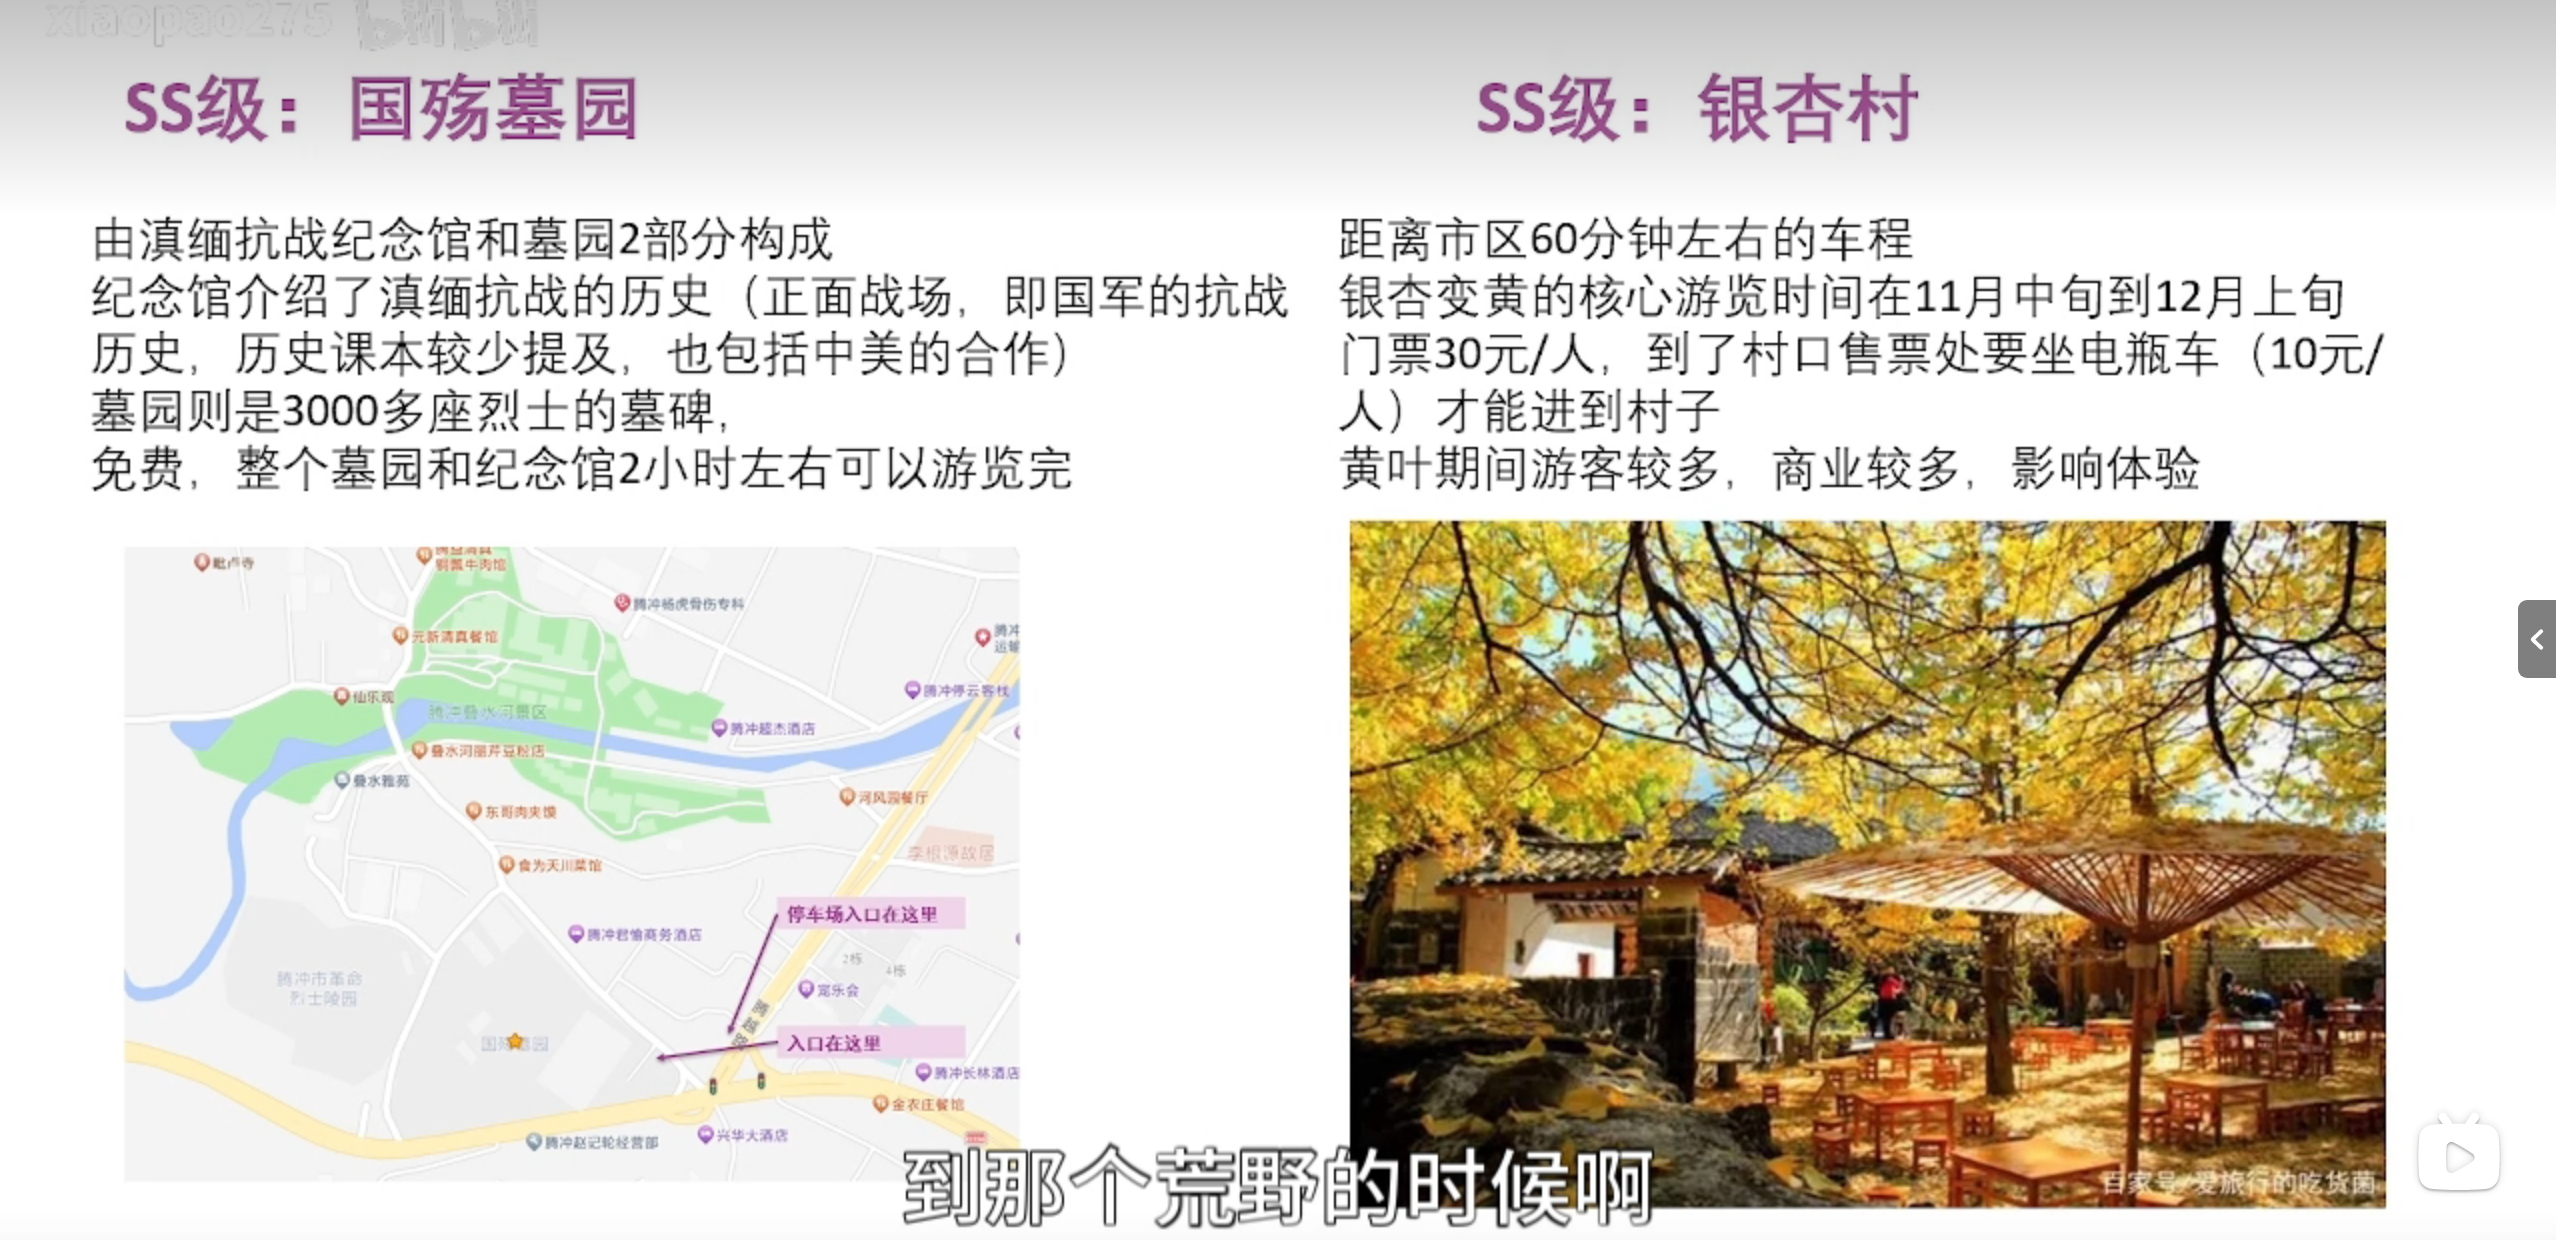 xiaopao275 bilibili
SS级：国殇墓园
由滇缅抗战纪念馆和墓园2部分构成
纪念馆介绍了滇缅抗战的历史（正面战场，即国军的抗战
历史，历史课本较少提及，也包括中美的合作）
墓园则是3000多座烈士的墓碑，
免费，整个墓园和纪念馆2小时左右可以游览完
SS级：银杏村
距离市区60分钟左右的车程
银杏变黄的核心游览时间在11月中旬到12月上旬
门票30元/人，到了村口售票处要坐电瓶车（10元/
人）才能进到村子
黄叶期间游客较多，商业较多，影响体验
毗卢寺
铜瓢牛肉馆
腾冲杨虎骨伤专科
元新清真餐馆
腾冲
运输
仙乐观
腾冲停云客栈
腾冲叠水河景区
腾冲超杰酒店
叠水河丽芹豆粉店
叠水雅苑
河风园餐厅
东哥肉夹馍
李根源故居
食为天川菜馆
停车场入口在这里
腾冲君愉商务酒店
2栋
4栋
腾冲市革命
烈士陵园
宠乐会
腾越路
国殇墓园
入口在这里
腾冲长林酒店
金农庄餐馆
兴华大酒店
腾冲赵记轮经营部
百家号/爱旅行的吃货菌
到那个荒野的时候啊